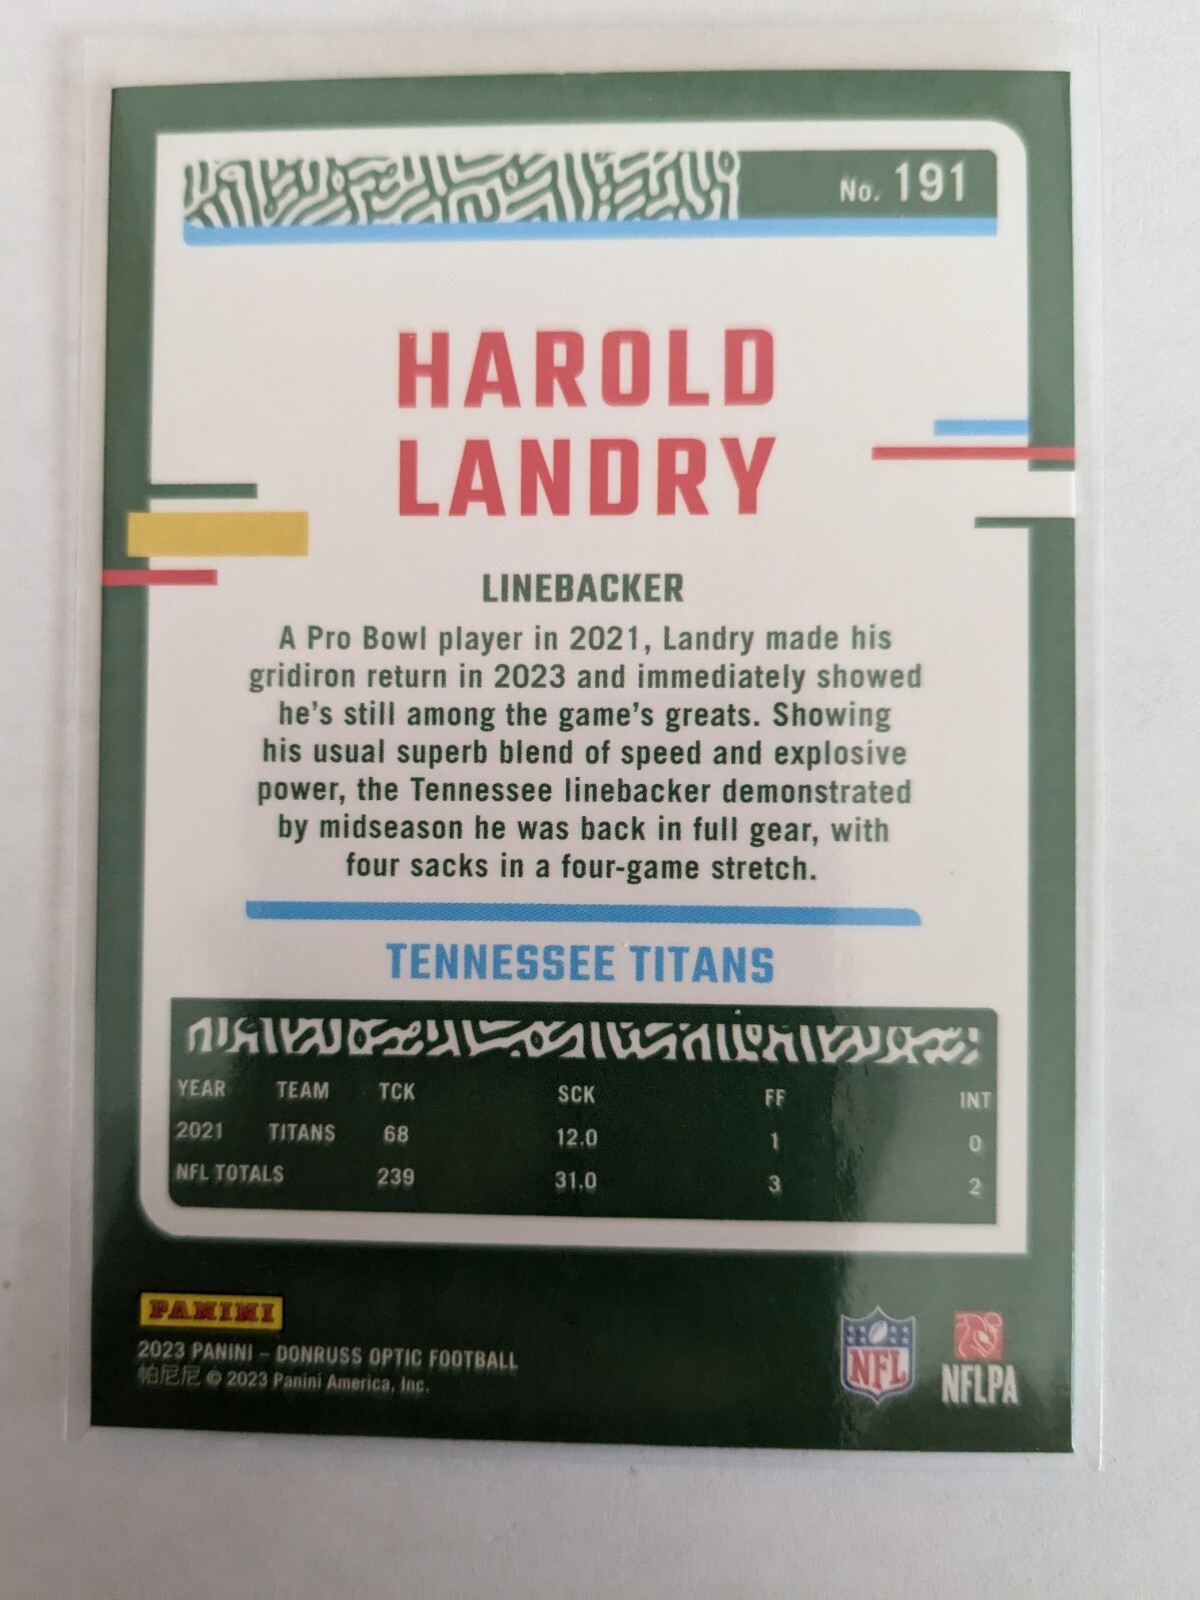 No. 191
HAROLD
LANDRY
LINEBACKER
A Pro Bowl player in 2021, Landry made his
gridiron return in 2023 and immediately showed
he's still among the game's greats. Showing
his usual superb blend of speed and explosive
power, the Tennessee linebacker demonstrated
by midseason he was back in full gear, with
four sacks in a four-game stretch.
TENNESSEE TITANS
YEAR TEAM TCK SCK FF INT
2021 TITANS 68 12.0 1 0
NFL TOTALS 239 31.0 3 2
PANINI
2023 PANINI – DONRUSS OPTIC FOOTBALL
帕尼尼 © 2023 Panini America, Inc.
NFL
NFLPA